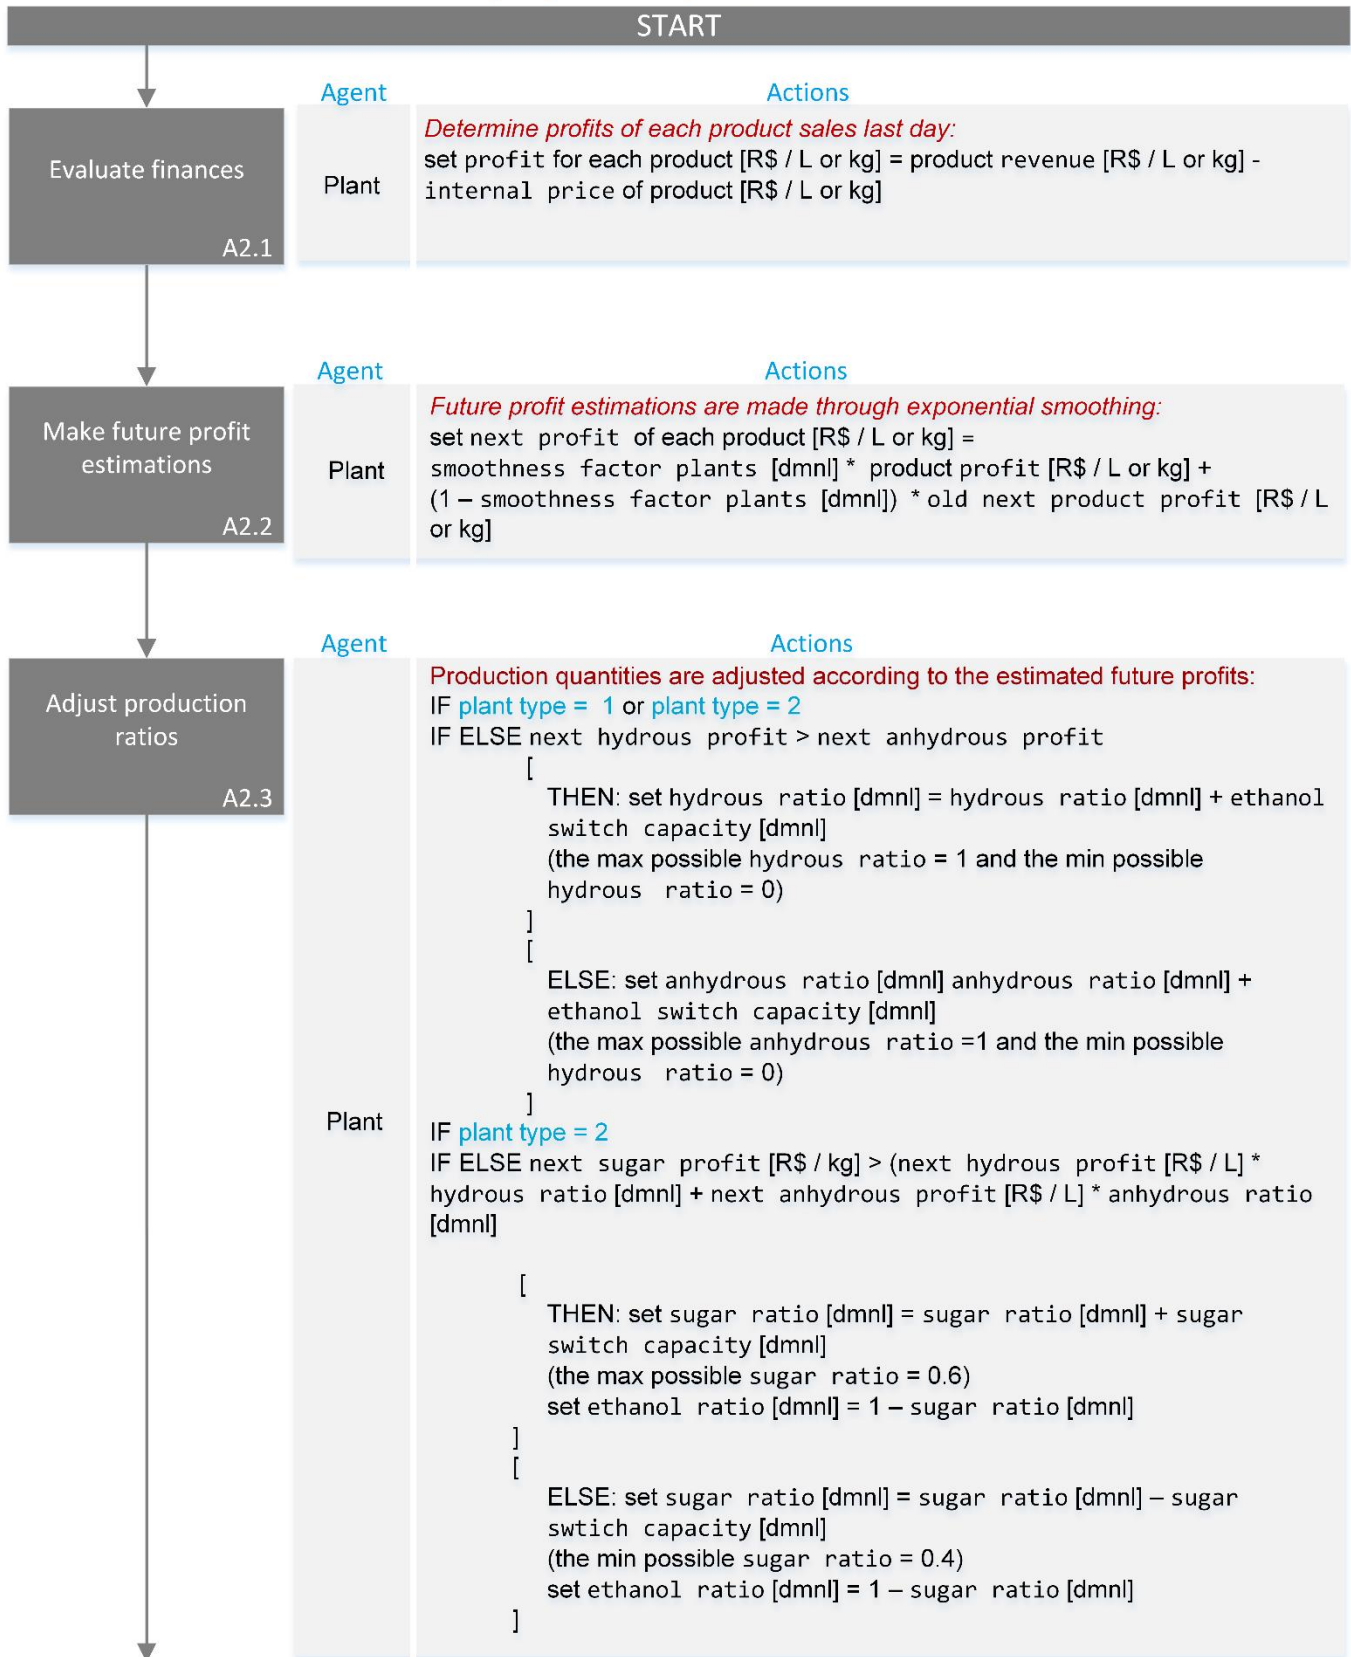 START
Agent
Actions
Evaluate finances
A2.1
Plant
Determine profits of each product sales last day:
set profit for each product [R$ / L or kg] = product revenue [R$ / L or kg] -
internal price of product [R$ / L or kg]
Agent
Actions
Make future profit
estimations
A2.2
Plant
Future profit estimations are made through exponential smoothing:
set next profit of each product [R$ / L or kg] =
smoothness factor plants [dmnl] * product profit [R$ / L or kg] +
(1 – smoothness factor plants [dmnl]) * old next product profit [R$ / L
or kg]
Agent
Actions
Adjust production
ratios
A2.3
Plant
Production quantities are adjusted according to the estimated future profits:
IF plant type = 1 or plant type = 2
IF ELSE next hydrous profit > next anhydrous profit
[
THEN: set hydrous ratio [dmnl] = hydrous ratio [dmnl] + ethanol
switch capacity [dmnl]
(the max possible hydrous ratio = 1 and the min possible
hydrous ratio = 0)
]
[
ELSE: set anhydrous ratio [dmnl] anhydrous ratio [dmnl] +
ethanol switch capacity [dmnl]
(the max possible anhydrous ratio =1 and the min possible
hydrous ratio = 0)
]
IF plant type = 2
IF ELSE next sugar profit [R$ / kg] > (next hydrous profit [R$ / L] *
hydrous ratio [dmnl] + next anhydrous profit [R$ / L] * anhydrous ratio
[dmnl]
[
THEN: set sugar ratio [dmnl] = sugar ratio [dmnl] + sugar
switch capacity [dmnl]
(the max possible sugar ratio = 0.6)
set ethanol ratio [dmnl] = 1 – sugar ratio [dmnl]
]
[
ELSE: set sugar ratio [dmnl] = sugar ratio [dmnl] – sugar
swtich capacity [dmnl]
(the min possible sugar ratio = 0.4)
set ethanol ratio [dmnl] = 1 – sugar ratio [dmnl]
]